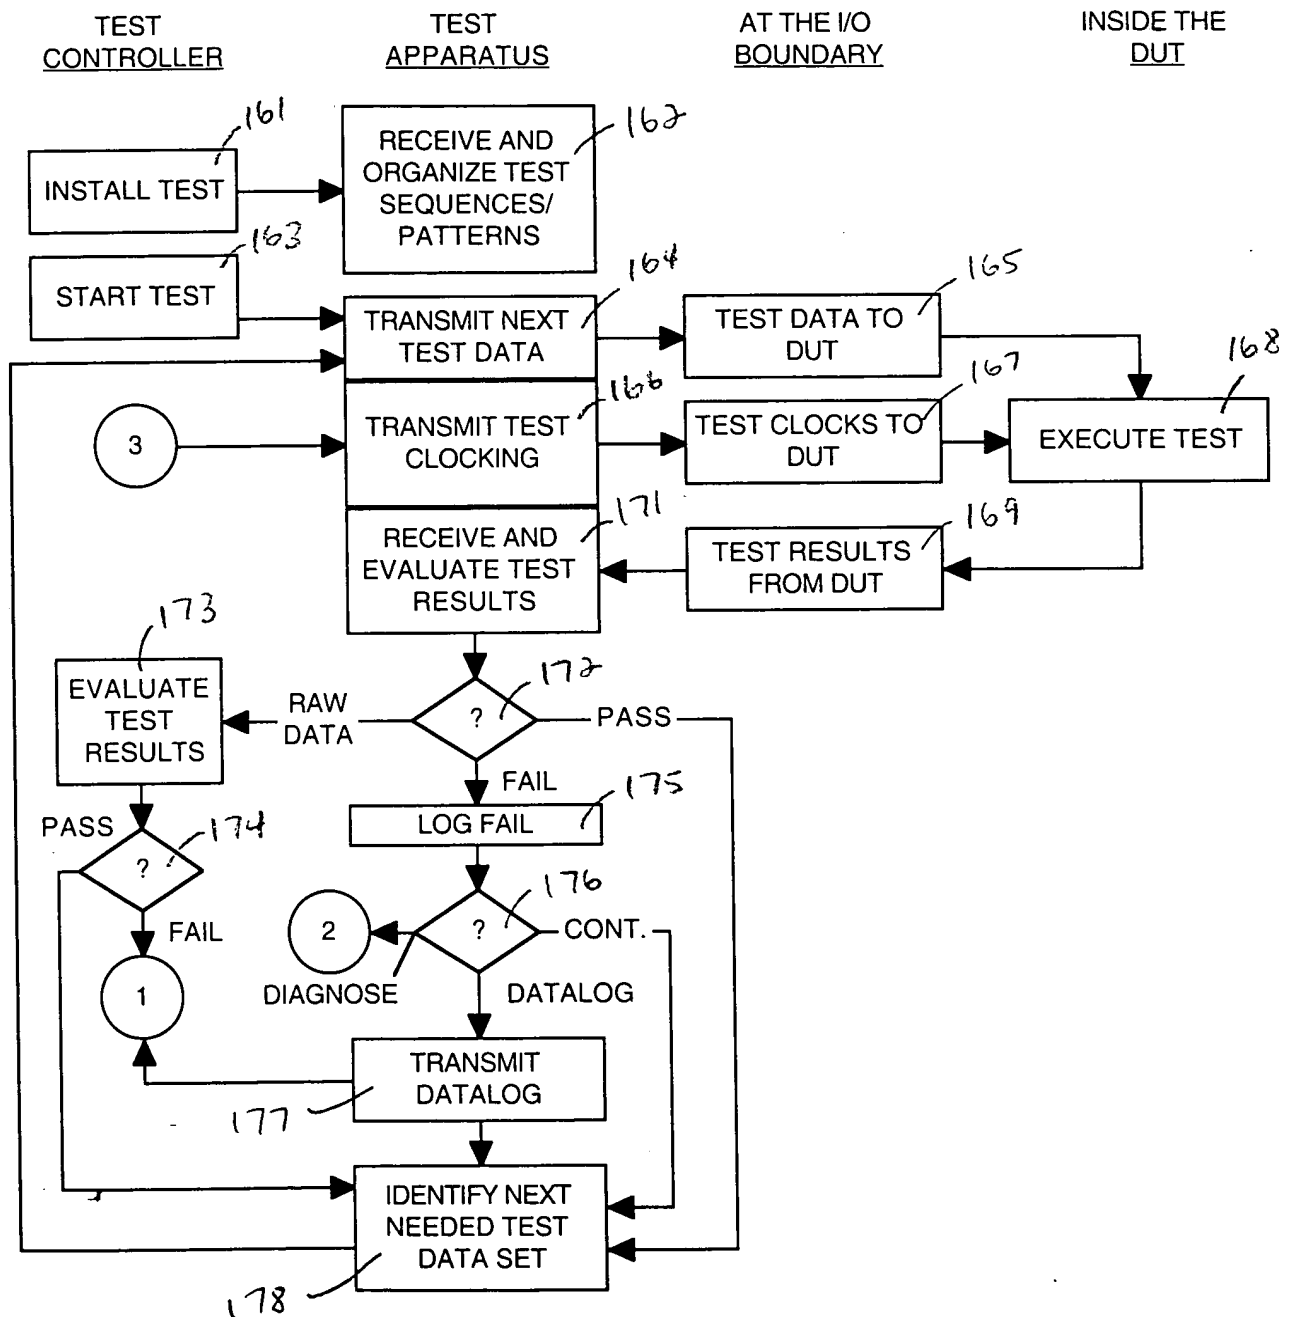 TEST
CONTROLLER
TEST
APPARATUS
AT THE I/O
BOUNDARY
INSIDE THE
DUT
161
INSTALL TEST
162
RECEIVE AND
ORGANIZE TEST
SEQUENCES/
PATTERNS
163
START TEST
164
TRANSMIT NEXT
TEST DATA
165
TEST DATA TO
DUT
3
166
TRANSMIT TEST
CLOCKING
167
TEST CLOCKS TO
DUT
168
EXECUTE TEST
171
RECEIVE AND
EVALUATE TEST
RESULTS
169
TEST RESULTS
FROM DUT
173
EVALUATE
TEST
RESULTS
RAW
DATA
?
172
PASS
FAIL
175
LOG FAIL
PASS
?
174
FAIL
1
2
?
176
CONT.
DIAGNOSE
DATALOG
TRANSMIT
DATALOG
177
IDENTIFY NEXT
NEEDED TEST
DATA SET
178